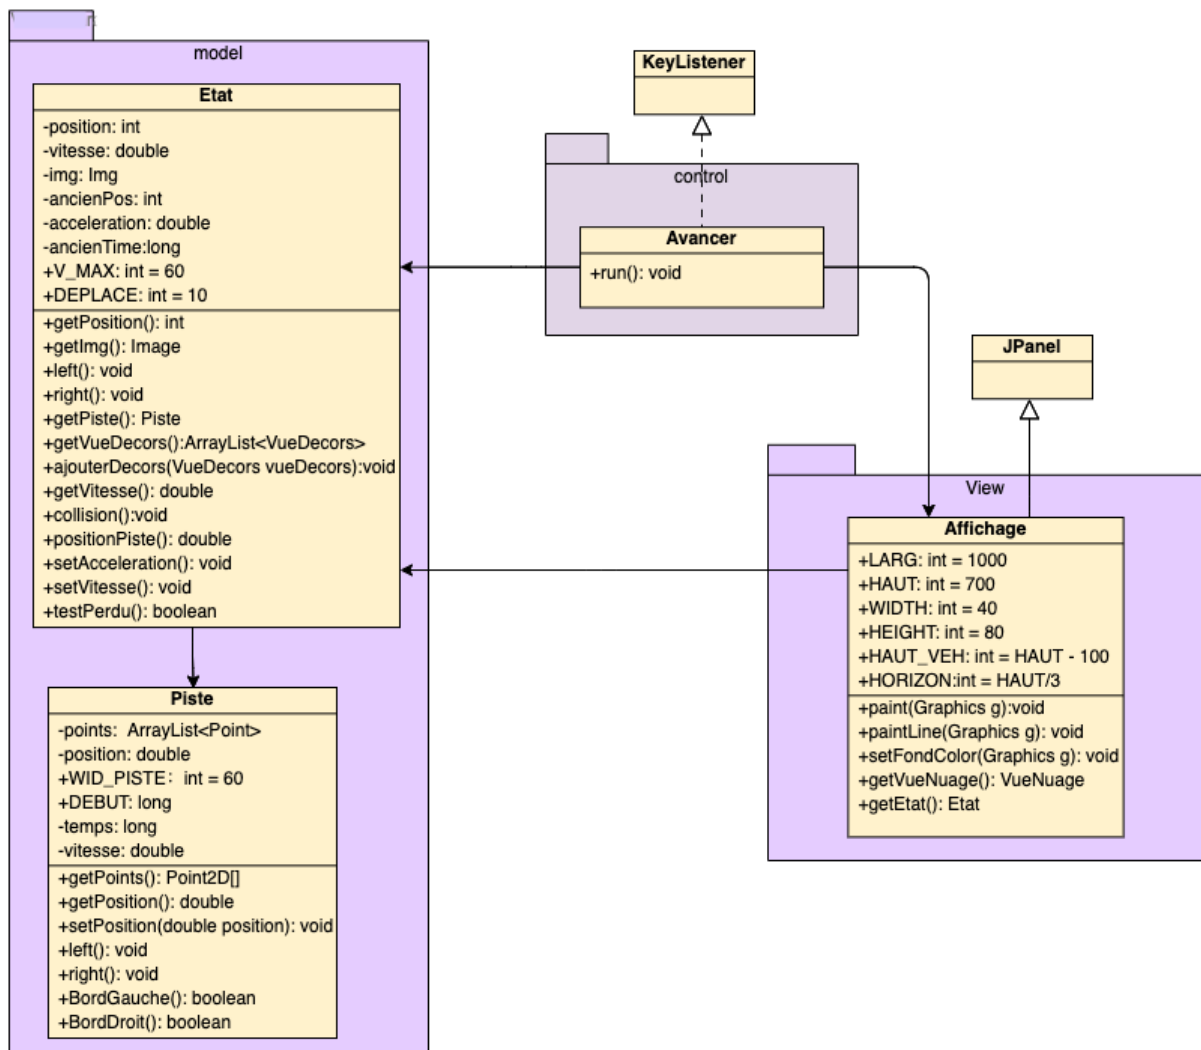 model
Etat
-position: int
-vitesse: double
-img: Img
-ancienPos: int
-acceleration: double
-ancienTime:long
+V_MAX: int = 60
+DEPLACE: int = 10
+getPosition(): int
+getImg(): Image
+left(): void
+right(): void
+getPiste(): Piste
+getVueDecors():ArrayList<VueDecors>
+ajouterDecors(VueDecors vueDecors):void
+getVitesse(): double
+collision():void
+positionPiste(): double
+setAcceleration(): void
+setVitesse(): void
+testPerdu(): boolean
Piste
-points:  ArrayList<Point>
-position: double
+WID_PISTE： int = 60
+DEBUT: long
-temps: long
-vitesse: double
+getPoints(): Point2D[]
+getPosition(): double
+setPosition(double position): void
+left(): void
+right(): void
+BordGauche(): boolean
+BordDroit(): boolean
KeyListener
control
Avancer
+run(): void
JPanel
View
Affichage
+LARG: int = 1000
+HAUT: int = 700
+WIDTH: int = 40
+HEIGHT: int = 80
+HAUT_VEH: int = HAUT - 100
+HORIZON:int = HAUT/3
+paint(Graphics g):void
+paintLine(Graphics g): void
+setFondColor(Graphics g): void
+getVueNuage(): VueNuage
+getEtat(): Etat